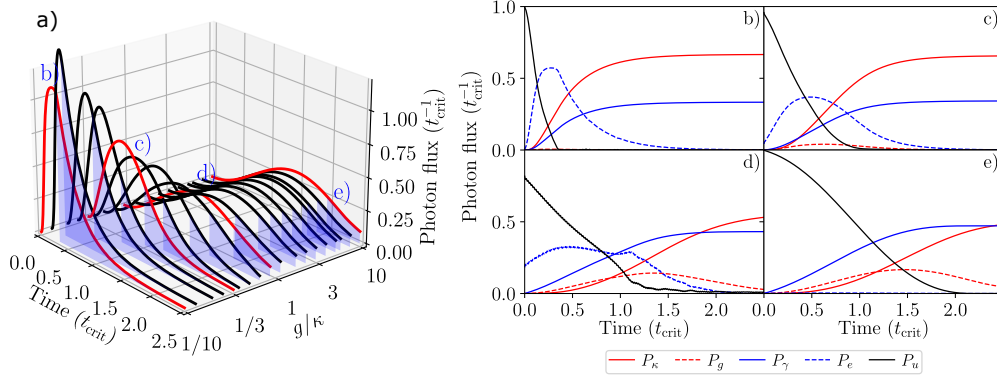 a)
b)
c)
d)
e)
Photon flux (t_crit^-1)
1.00
0.75
0.50
0.25
0.00
0.0
0.5
1.0
1.5
2.0
2.5
Time (t_crit)
1/10
1/3
1
3
10
g/κ
b)
1.0
0.5
0.0
c)
Photon flux (t_crit^-1)
d)
0.5
0.0
0.0 0.5 1.0 1.5 2.0
Time (t_crit)
e)
0.0 0.5 1.0 1.5 2.0
Time (t_crit)
P_κ P_g P_γ P_e P_u